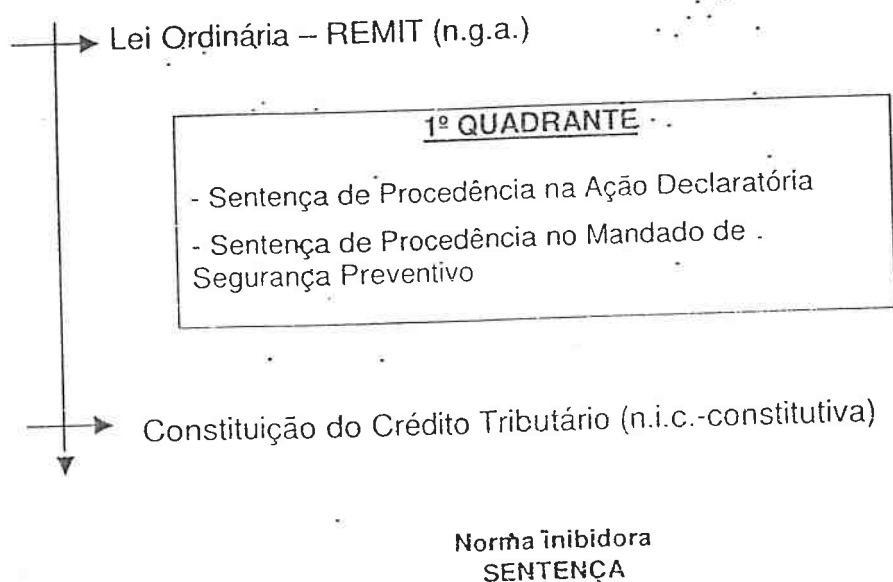 Lei Ordinária – REMIT (n.g.a.)
1º QUADRANTE
- Sentença de Procedência na Ação Declaratória
- Sentença de Procedência no Mandado de
Segurança Preventivo
Constituição do Crédito Tributário (n.i.c.-constitutiva)
Norma inibidora
SENTENÇA